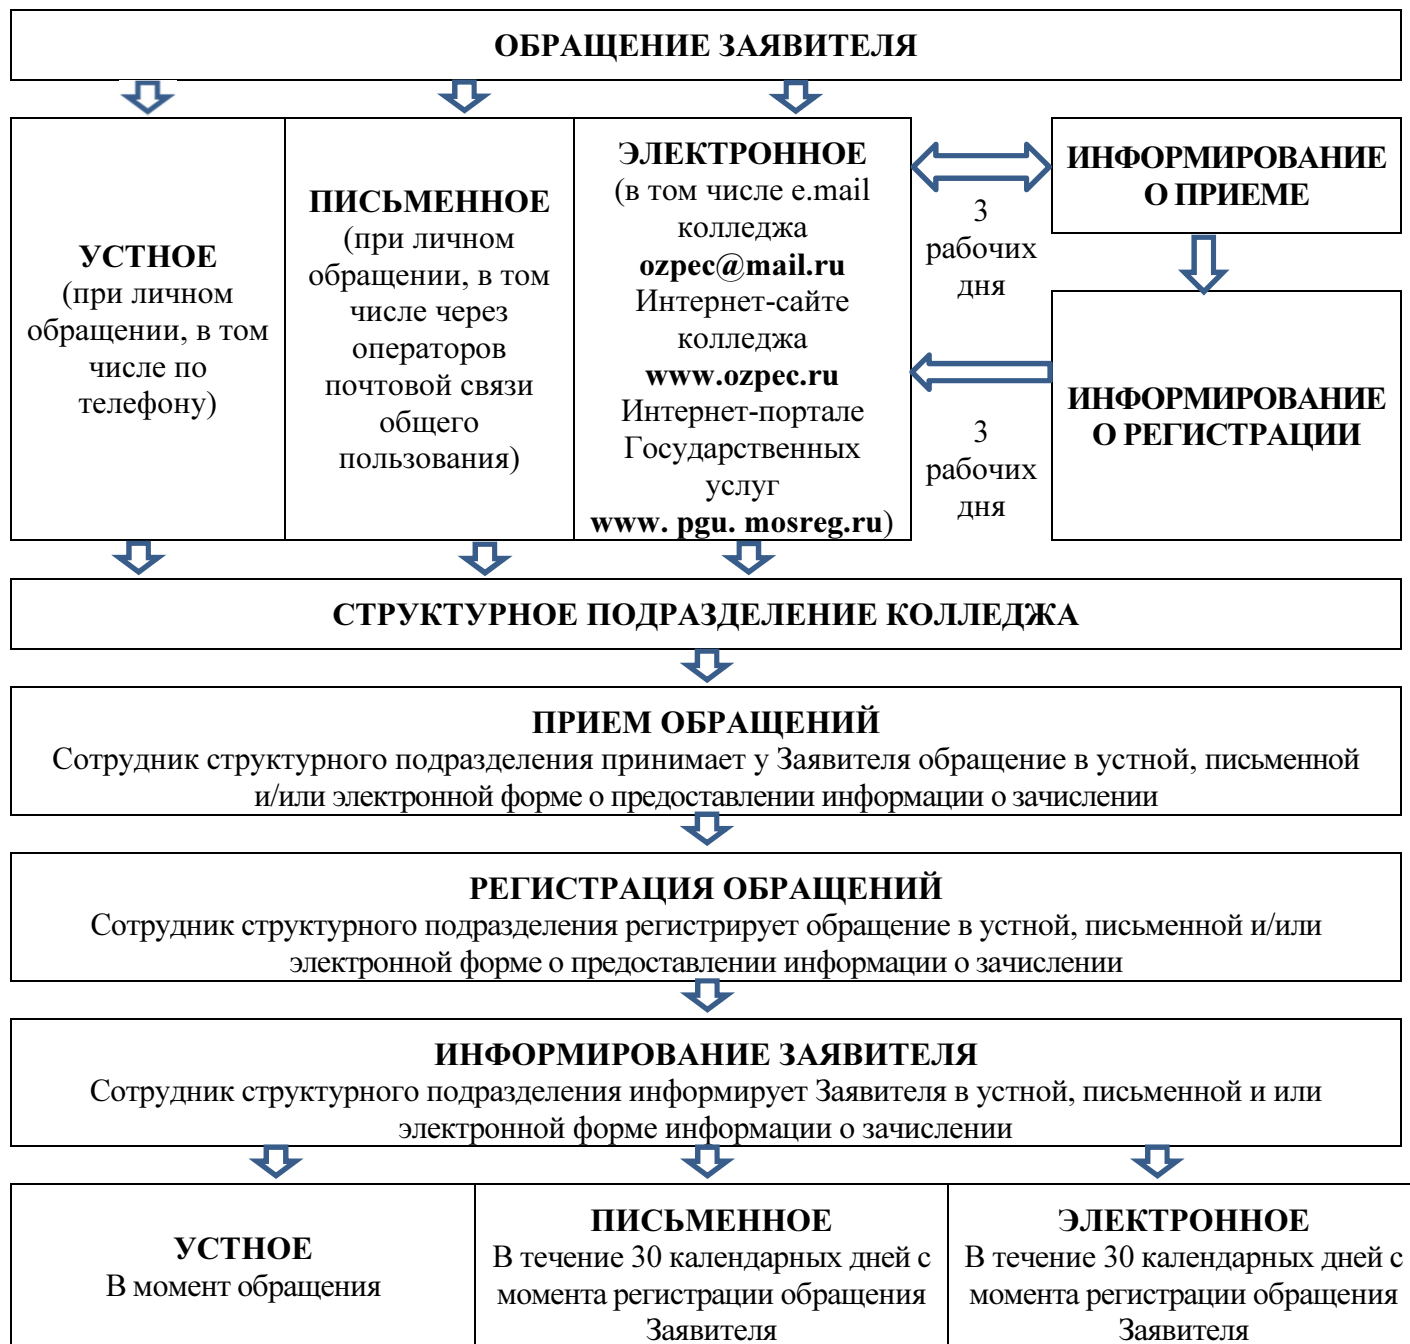 ОБРАЩЕНИЕ ЗАЯВИТЕЛЯ
УСТНОЕ
(при личном
обращении, в том
числе по
телефону)
ПИСЬМЕННОЕ
(при личном
обращении, в том
числе через
операторов
почтовой связи
общего
пользования)
ЭЛЕКТРОННОЕ
(в том числе e.mail
колледжа
ozpec@mail.ru
Интернет-сайте
колледжа
www.ozpec.ru
Интернет-портале
Государственных
услуг
www. pgu. mosreg.ru)
3
рабочих
дня
3
рабочих
дня
ИНФОРМИРОВАНИЕ
О ПРИЕМЕ
ИНФОРМИРОВАНИЕ
О РЕГИСТРАЦИИ
СТРУКТУРНОЕ ПОДРАЗДЕЛЕНИЕ КОЛЛЕДЖА
ПРИЕМ ОБРАЩЕНИЙ
Сотрудник структурного подразделения принимает у Заявителя обращение в устной, письменной
и/или электронной форме о предоставлении информации о зачислении
РЕГИСТРАЦИЯ ОБРАЩЕНИЙ
Сотрудник структурного подразделения регистрирует обращение в устной, письменной и/или
электронной форме о предоставлении информации о зачислении
ИНФОРМИРОВАНИЕ ЗАЯВИТЕЛЯ
Сотрудник структурного подразделения информирует Заявителя в устной, письменной и или
электронной форме информации о зачислении
УСТНОЕ
В момент обращения
ПИСЬМЕННОЕ
В течение 30 календарных дней с
момента регистрации обращения
Заявителя
ЭЛЕКТРОННОЕ
В течение 30 календарных дней с
момента регистрации обращения
Заявителя